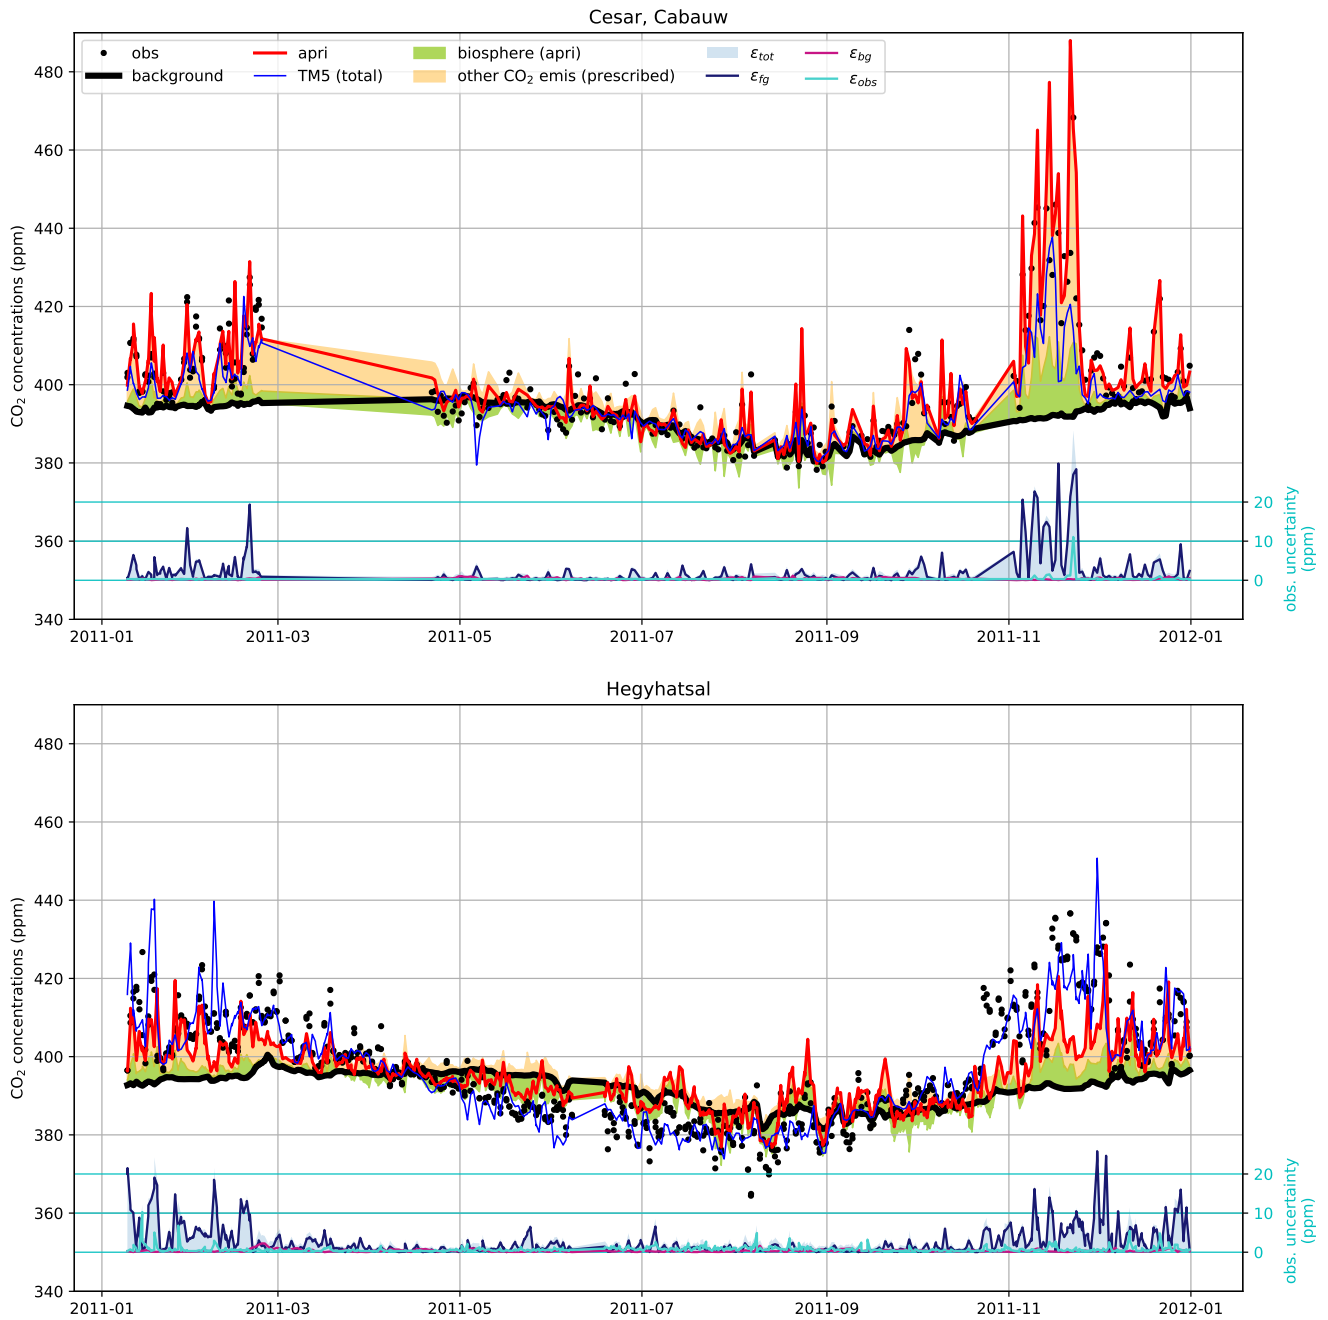 Cesar, Cabauw
obs
background
apri
TM5 (total)
biosphere (apri)
other CO₂ emis (prescribed)
ε_tot
ε_fg
ε_bg
ε_obs
CO₂ concentrations (ppm)
480
460
440
420
400
380
360
340
20
10
0
obs. uncertainty
(ppm)
2011-01
2011-03
2011-05
2011-07
2011-09
2011-11
2012-01
Hegyhatsal
CO₂ concentrations (ppm)
480
460
440
420
400
380
360
340
20
10
0
obs. uncertainty
(ppm)
2011-01
2011-03
2011-05
2011-07
2011-09
2011-11
2012-01